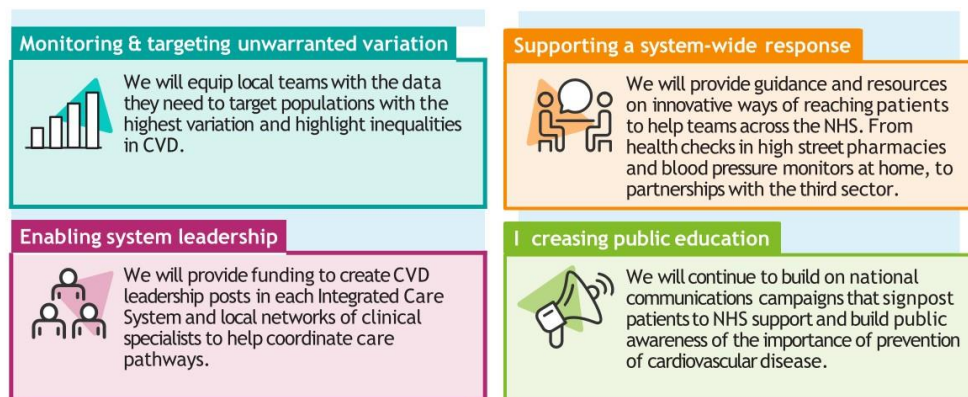 Monitoring & targeting unwarranted variation
We will equip local teams with the data
they need to target populations with the
highest variation and highlight inequalities
in CVD.
Supporting a system-wide response
We will provide guidance and resources
on innovative ways of reaching patients
to help teams across the NHS. From
health checks in high street pharmacies
and blood pressure monitors at home, to
partnerships with the third sector.
Enabling system leadership
We will provide funding to create CVD
leadership posts in each Integrated Care
System and local networks of clinical
specialists to help coordinate care
pathways.
I creasing public education
We will continue to build on national
communications campaigns that signpost
patients to NHS support and build public
awareness of the importance of prevention
of cardiovascular disease.